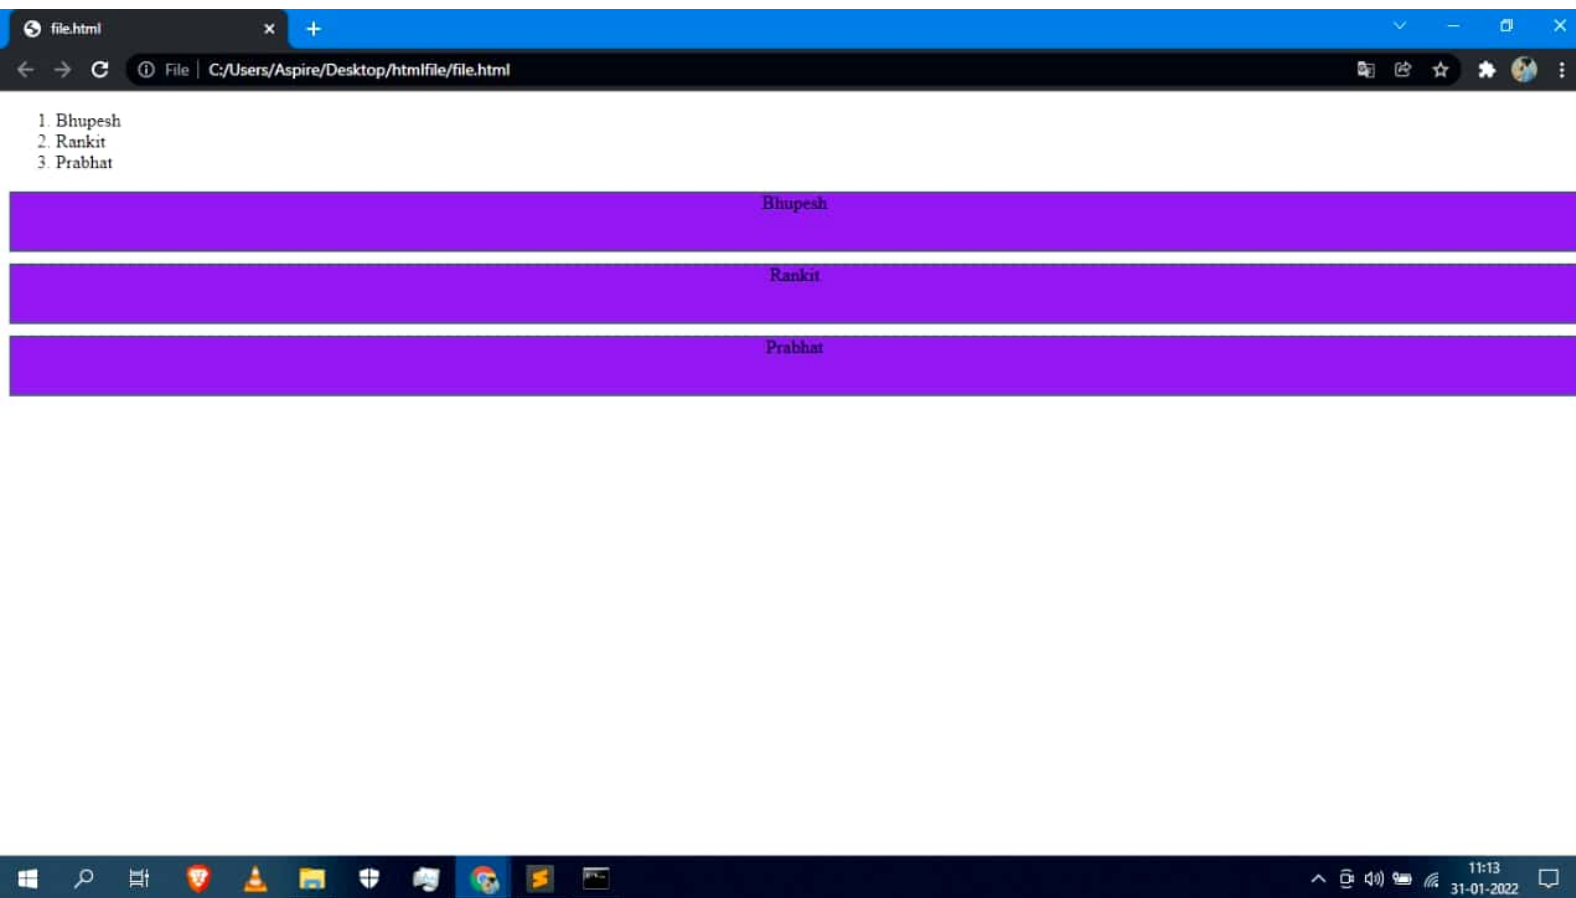 file.html
File | C:/Users/Aspire/Desktop/htmlfile/file.html
1. Bhupesh
2. Rankit
3. Prabhat
Bhupesh
Rankit
Prabhat
11:13
31-01-2022